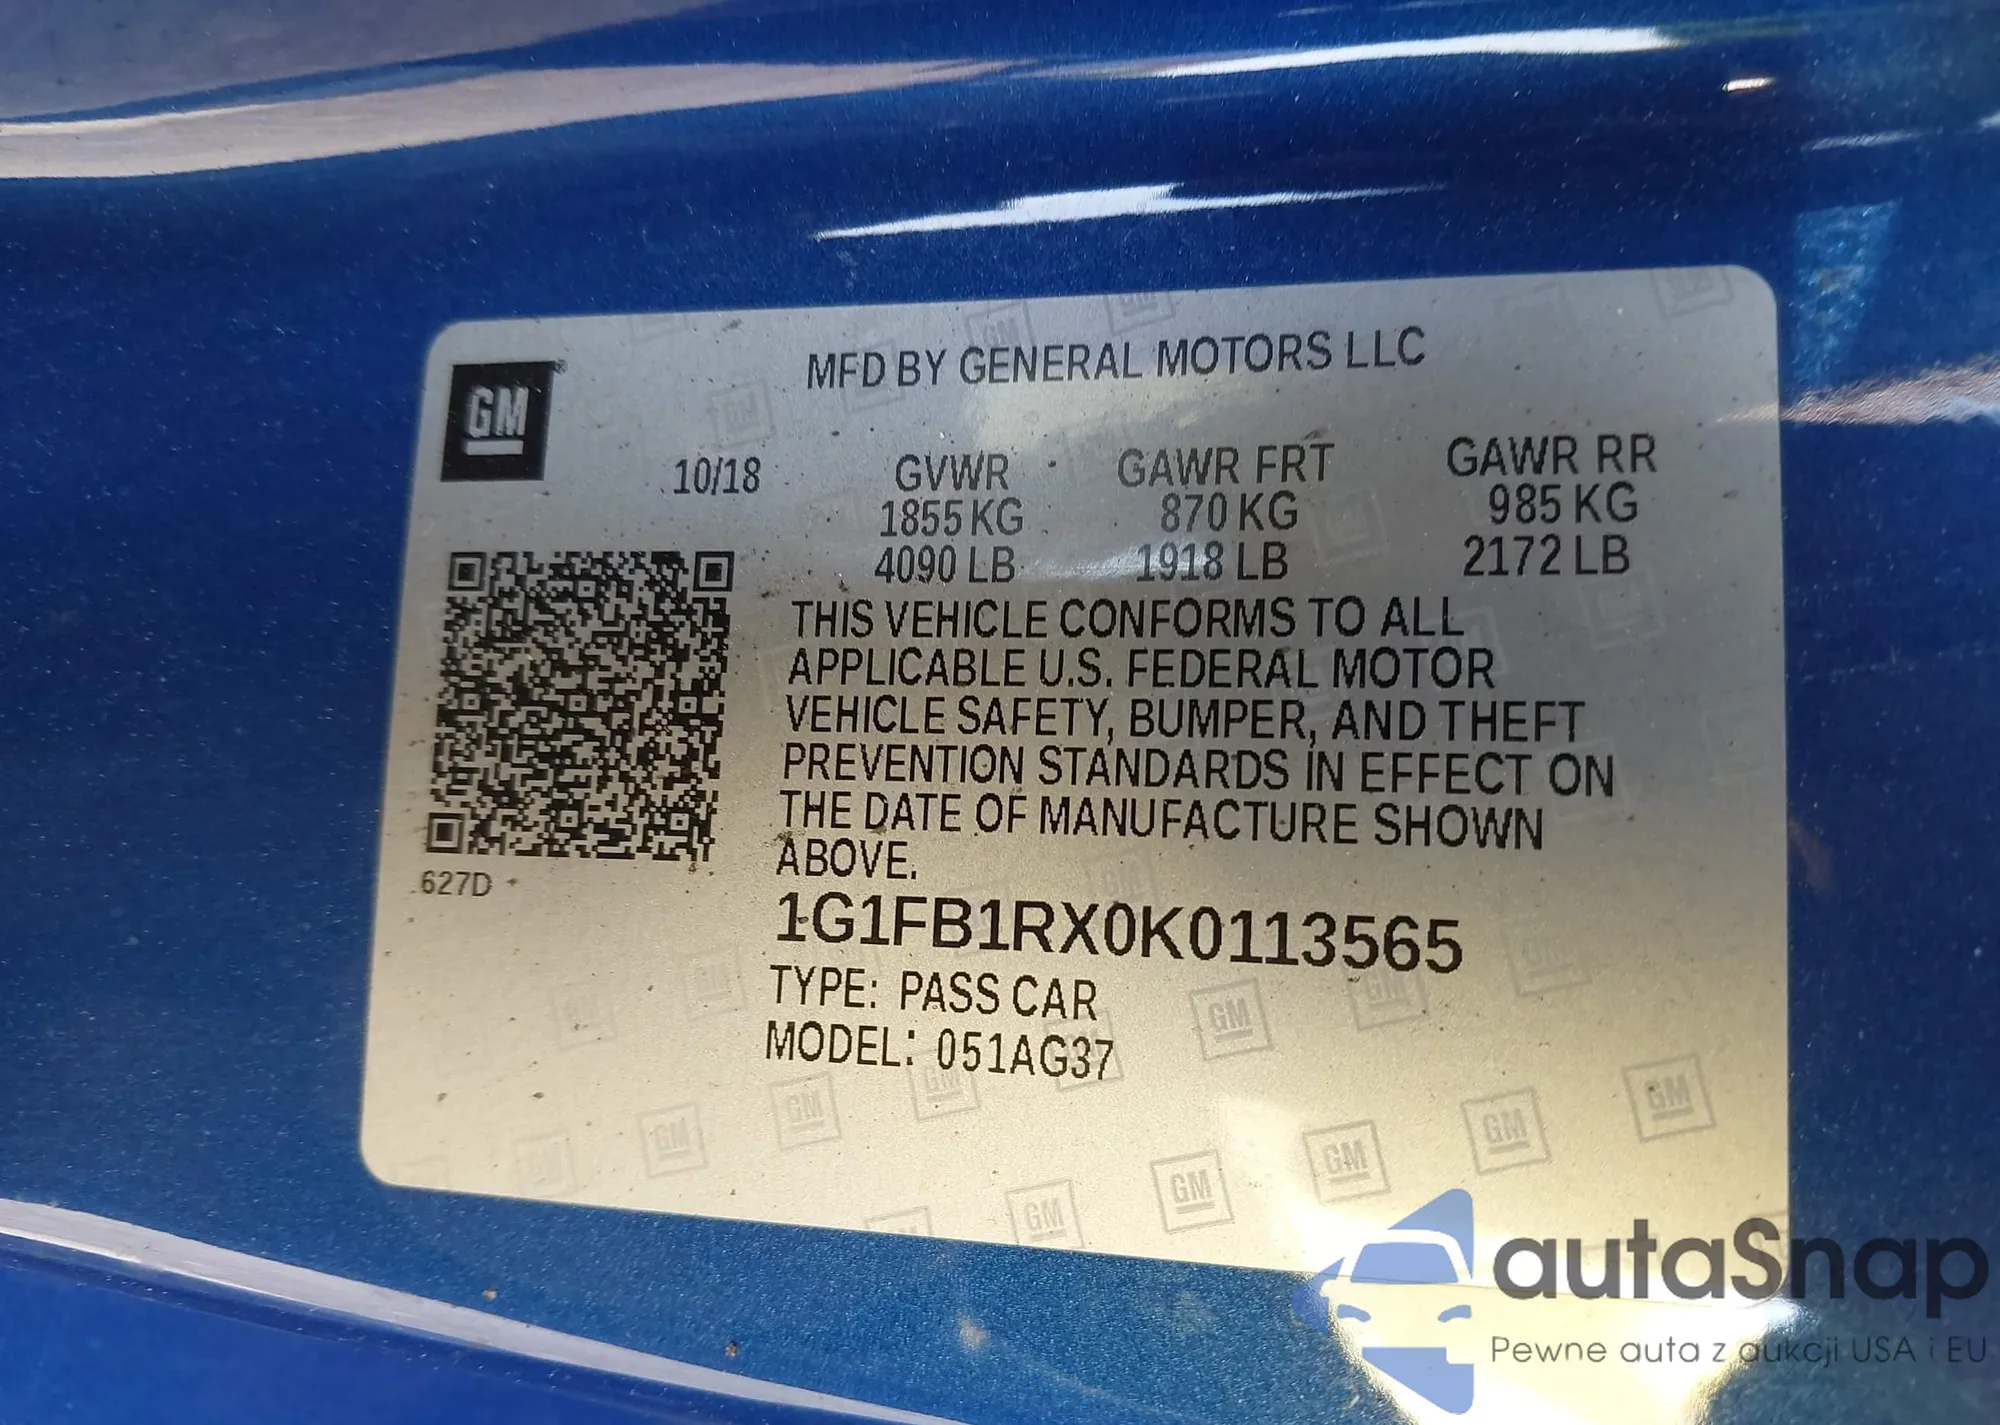 GM
MFD BY GENERAL MOTORS LLC
10/18 GVWR GAWR FRT GAWR RR
1855 KG 870 KG 985 KG
4090 LB 1918 LB 2172 LB
THIS VEHICLE CONFORMS TO ALL
APPLICABLE U.S. FEDERAL MOTOR
VEHICLE SAFETY, BUMPER, AND THEFT
PREVENTION STANDARDS IN EFFECT ON
THE DATE OF MANUFACTURE SHOWN
ABOVE.
627D
1G1FB1RX0K0113565
TYPE: PASS CAR
MODEL: 051AG37
autaSnap
Pewne auta z aukcji USA i EU